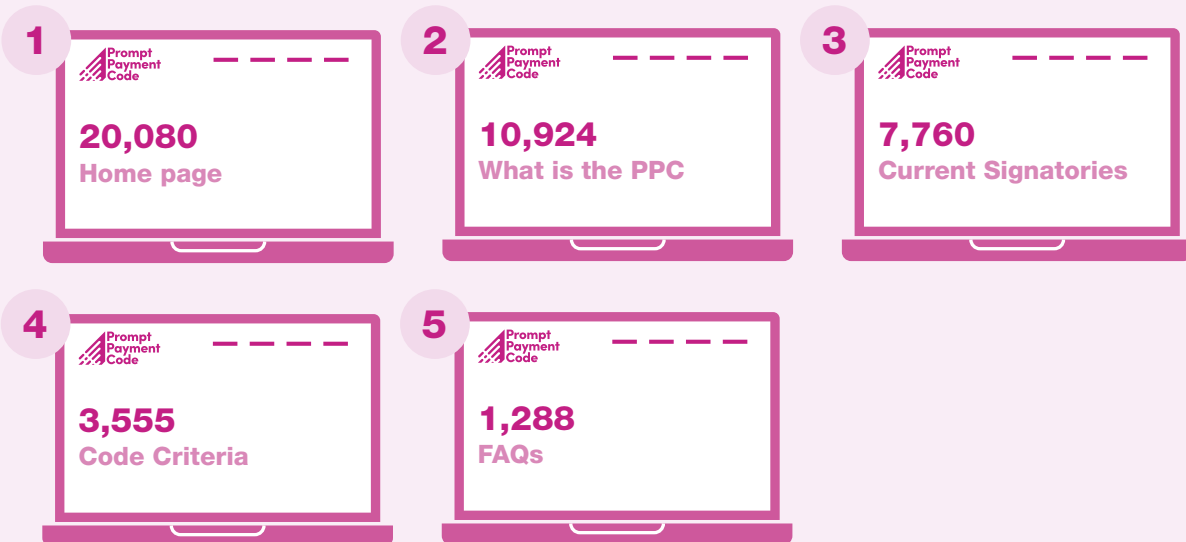 1
Prompt
Payment
Code
20,080
Home page
2
Prompt
Payment
Code
10,924
What is the PPC
3
Prompt
Payment
Code
7,760
Current Signatories
4
Prompt
Payment
Code
3,555
Code Criteria
5
Prompt
Payment
Code
1,288
FAQs